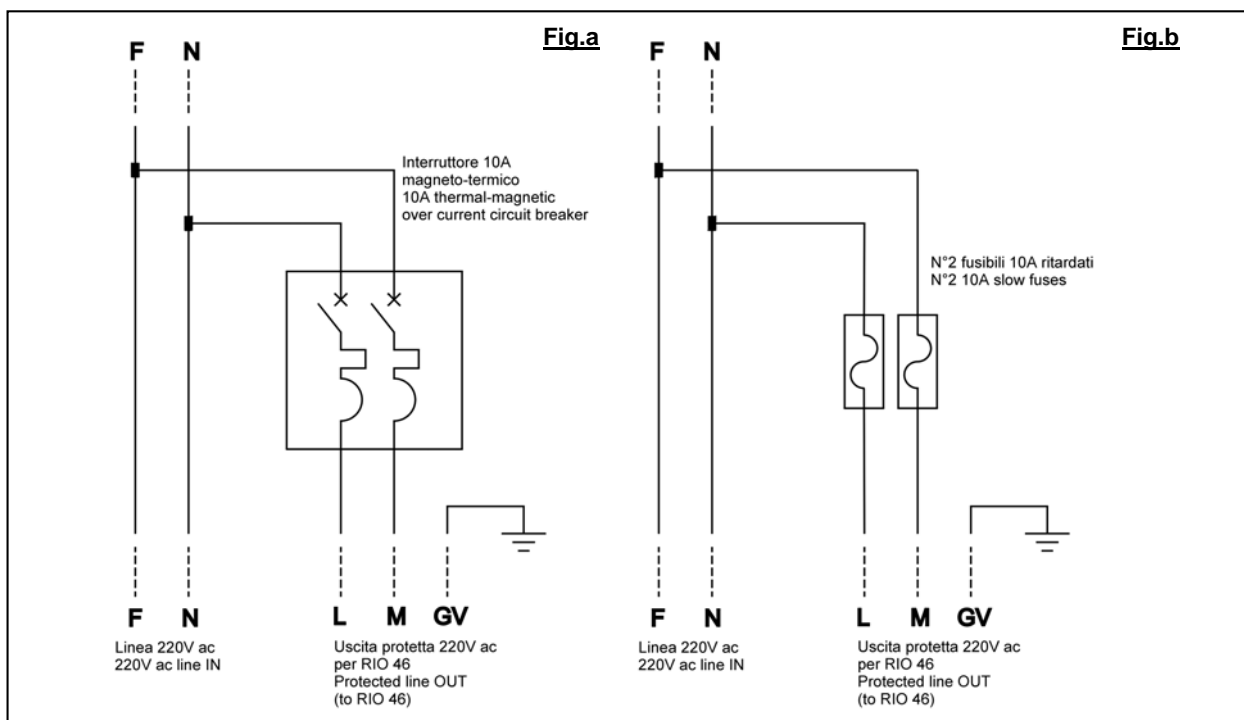 Fig.a
F N
Interruttore 10A
magneto-termico
10A thermal-magnetic
over current circuit breaker
F N
Linea 220V ac
220V ac line IN
L M GV
Uscita protetta 220V ac
per RIO 46
Protected line OUT
(to RIO 46)
Fig.b
F N
N°2 fusibili 10A ritardati
N°2 10A slow fuses
F N
Linea 220V ac
220V ac line IN
L M GV
Uscita protetta 220V ac
per RIO 46
Protected line OUT
(to RIO 46)